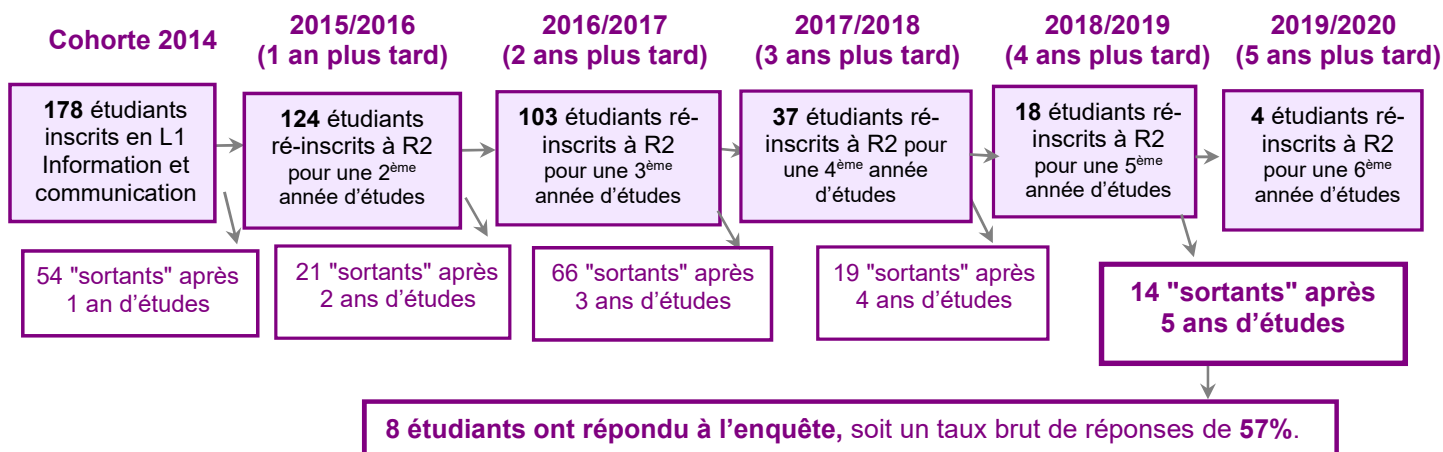 Cohorte 2014
2015/2016
(1 an plus tard)
2016/2017
(2 ans plus tard)
2017/2018
(3 ans plus tard)
2018/2019
(4 ans plus tard)
2019/2020
(5 ans plus tard)
178 étudiants
inscrits en L1
Information et
communication
124 étudiants
ré-inscrits à R2
pour une 2ème
année d’études
103 étudiants ré-
inscrits à R2
pour une 3ème
année d’études
37 étudiants ré-
inscrits à R2 pour
une 4ème année
d’études
18 étudiants ré-
inscrits à R2
pour une 5ème
année d’études
4 étudiants ré-
inscrits à R2
pour une 6ème
année d’études
54 "sortants" après
1 an d’études
21 "sortants" après
2 ans d’études
66 "sortants" après
3 ans d’études
19 "sortants" après
4 ans d’études
14 "sortants" après
5 ans d’études
8 étudiants ont répondu à l’enquête, soit un taux brut de réponses de 57%.